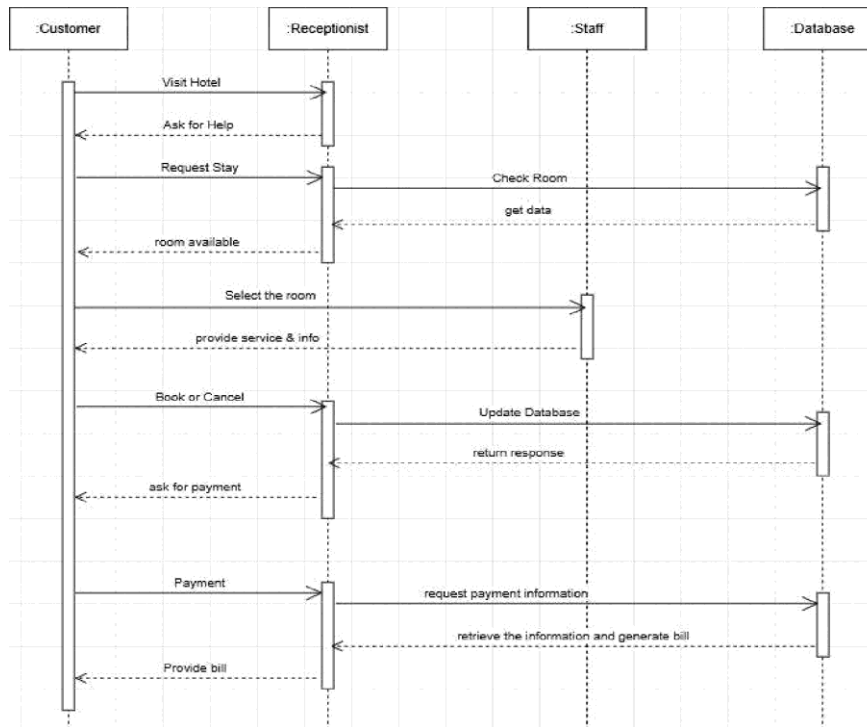 :Customer
:Receptionist
:Staff
:Database
Visit Hotel
Ask for Help
Request Stay
Check Room
get data
room available
Select the room
provide service & info
Book or Cancel
Update Database
return response
ask for payment
Payment
request payment information
retrieve the information and generate bill
Provide bill